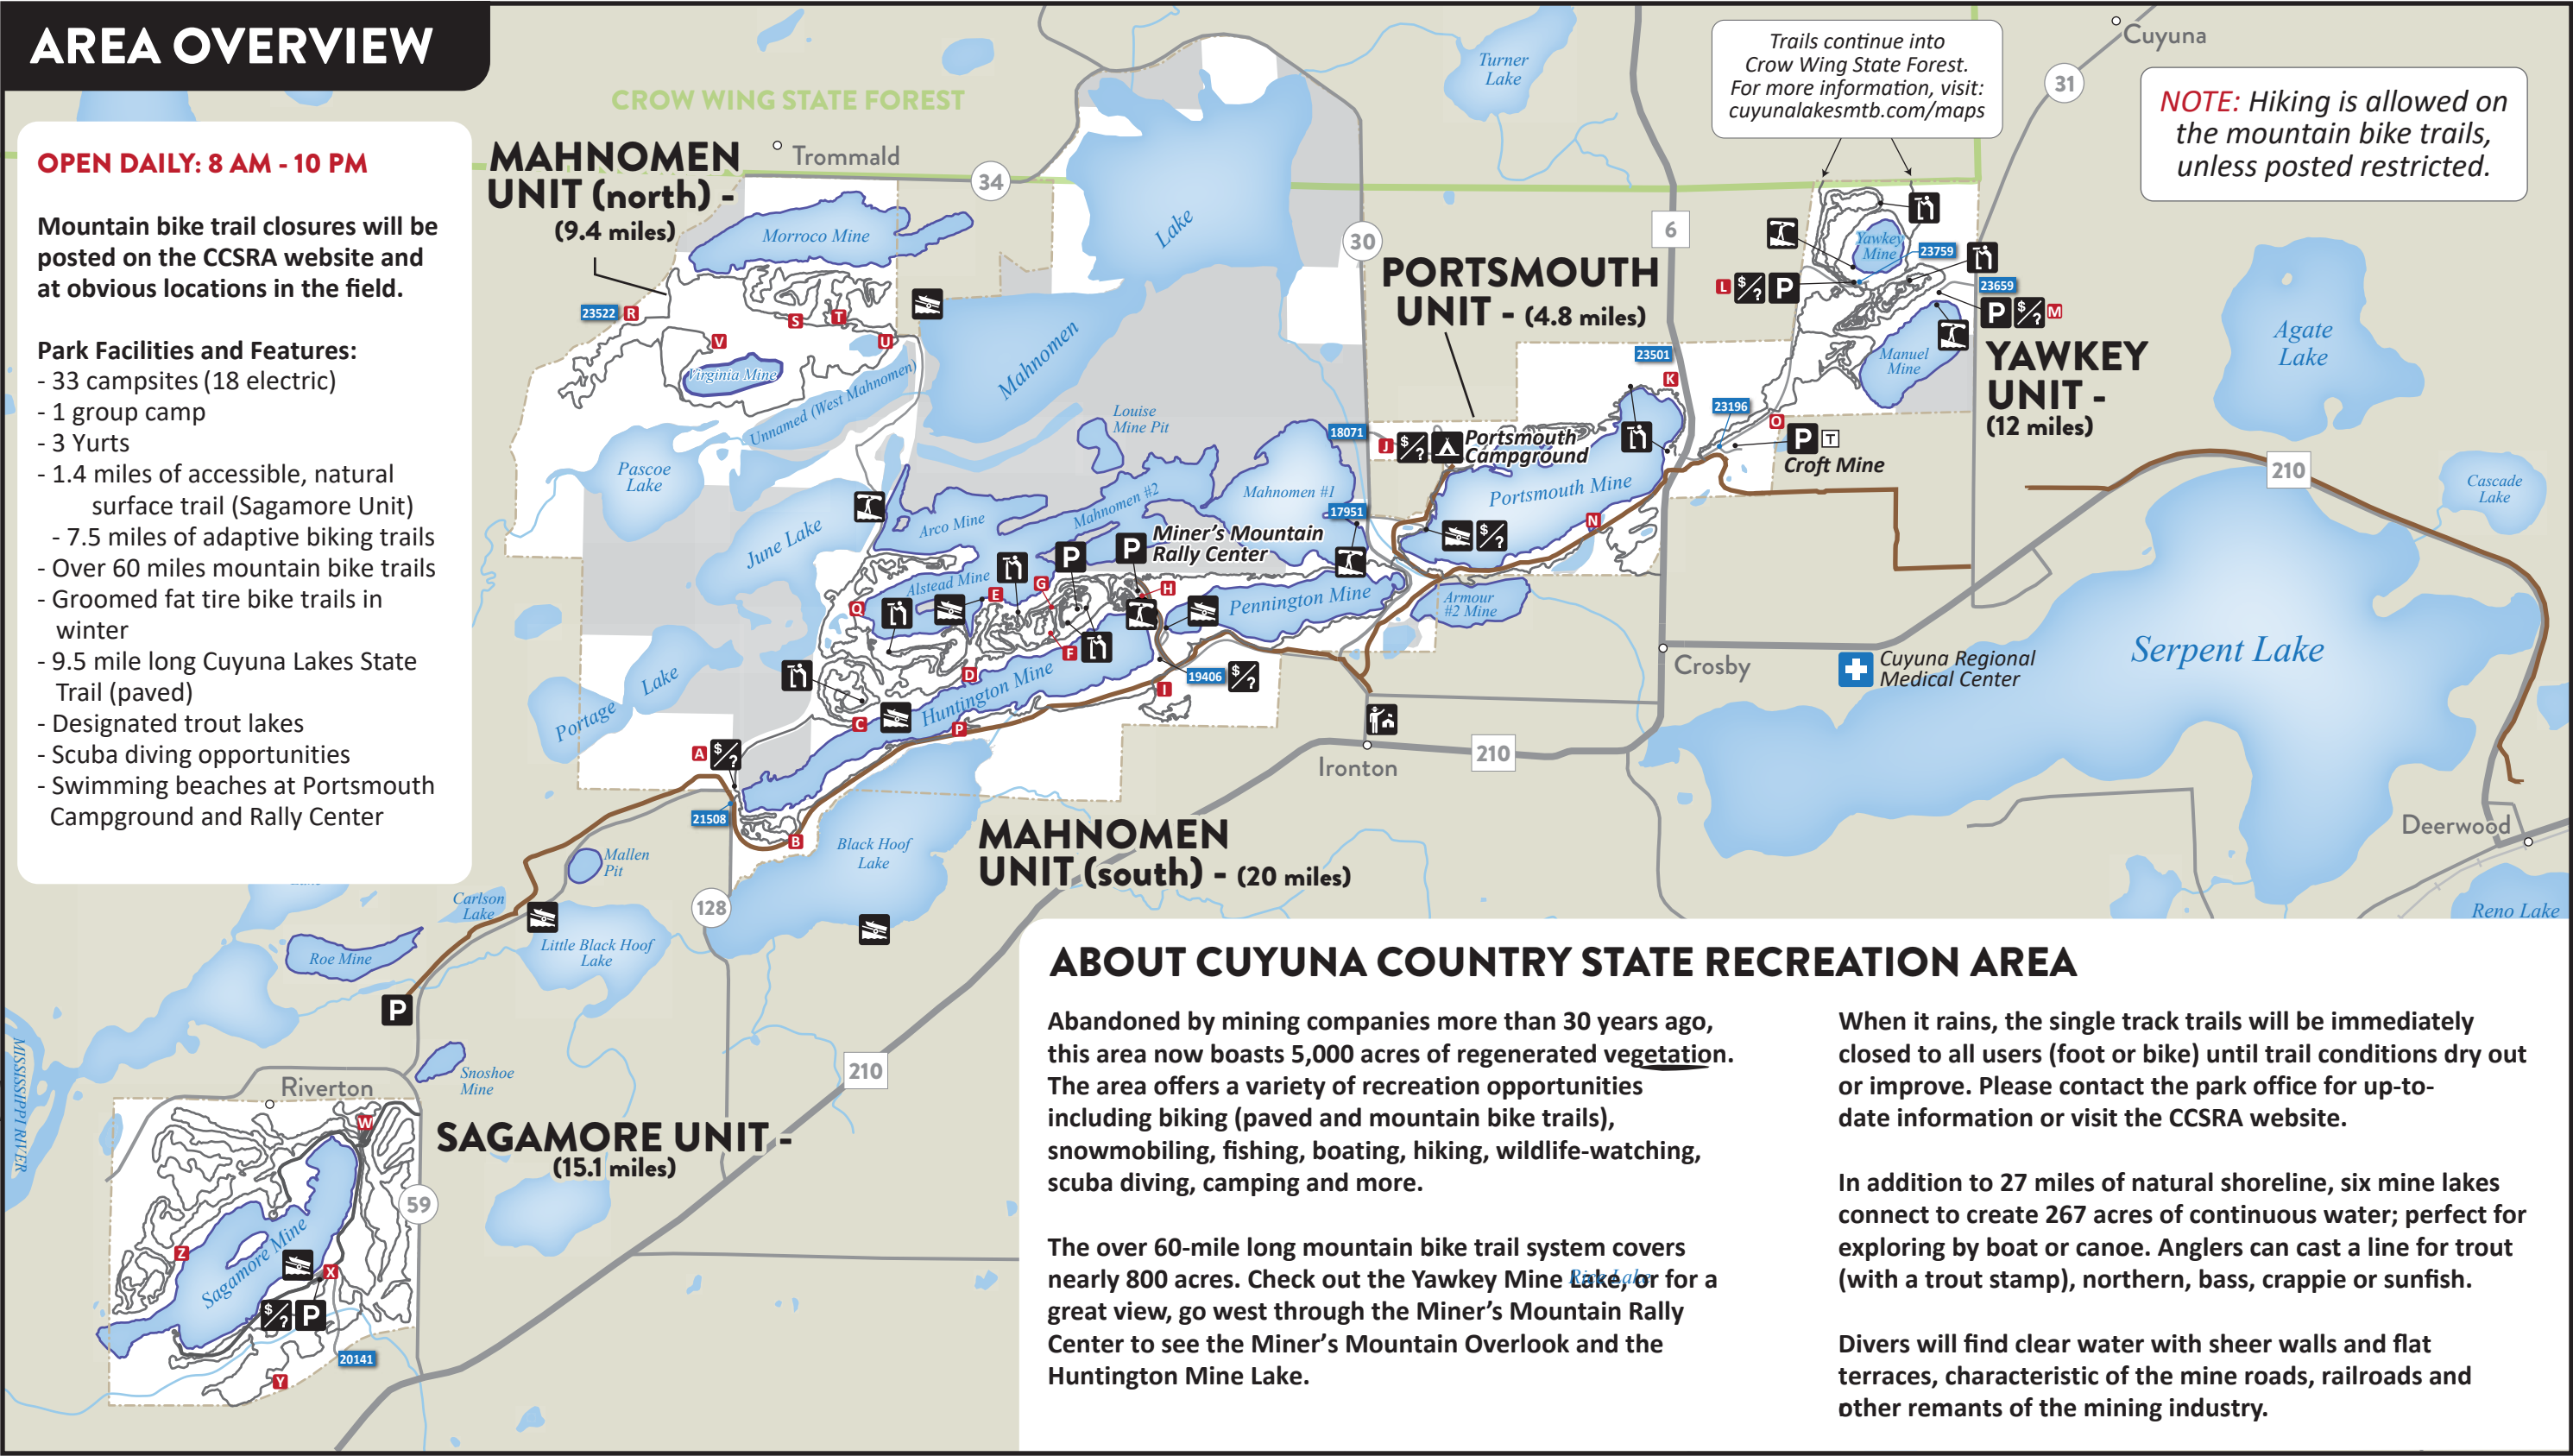 AREA OVERVIEW
OPEN DAILY: 8 AM - 10 PM
Mountain bike trail closures will be
posted on the CCSRA website and
at obvious locations in the field.
Park Facilities and Features:
- 33 campsites (18 electric)
- 1 group camp
- 3 Yurts
- 1.4 miles of accessible, natural
surface trail (Sagamore Unit)
- 7.5 miles of adaptive biking trails
- Over 60 miles mountain bike trails
- Groomed fat tire bike trails in
winter
- 9.5 mile long Cuyuna Lakes State
Trail (paved)
- Designated trout lakes
- Scuba diving opportunities
- Swimming beaches at Portsmouth
Campground and Rally Center
CROW WING STATE FOREST
MAHNOMEN
UNIT (north) -
(9.4 miles)
Trommald
34
Morroco Mine
23522 R
S
T
U
V
Virginia Mine
Unnamed (West Mahnomen)
Mahnomen
Lake
Turner
Lake
30
6
Trails continue into
Crow Wing State Forest.
For more information, visit:
cuyunalakesmtb.com/maps
Cuyuna
31
NOTE: Hiking is allowed on
the mountain bike trails,
unless posted restricted.
PORTSMOUTH
UNIT - (4.8 miles)
Yawkey
Mine
23759
L $/? P
23659
P $/? M
Manuel
Mine
YAWKEY
UNIT -
(12 miles)
Agate
Lake
23501
K
23196
O
P T
Croft Mine
18071
J $/?
Portsmouth
Campground
Portsmouth Mine
N
$/?
Louise
Mine Pit
Pascoe
Lake
June Lake
Arco Mine
Mahnomen #2
Mahnomen #1
17951
Miner's Mountain
Rally Center
P
P
Alstead Mine
Q
E
G
H
F
D
Pennington Mine
Armour
#2 Mine
Portage
Lake
Huntington Mine
19406 $/?
I
C
P
A $/?
21508
B
Ironton
210
Crosby
Cuyuna Regional
Medical Center
Serpent Lake
210
Cascade
Lake
Deerwood
Reno Lake
MAHNOMEN
UNIT (south) - (20 miles)
Black Hoof
Lake
Mallen
Pit
128
Carlson
Lake
Little Black Hoof
Lake
Roe Mine
P
Snoshoe
Mine
MISSISSIPPI RIVER
Riverton
W
SAGAMORE UNIT -
(15.1 miles)
210
59
Z
Sagamore Mine
X
$/? P
20141
Y
ABOUT CUYUNA COUNTRY STATE RECREATION AREA
Abandoned by mining companies more than 30 years ago,
this area now boasts 5,000 acres of regenerated vegetation.
The area offers a variety of recreation opportunities
including biking (paved and mountain bike trails),
snowmobiling, fishing, boating, hiking, wildlife-watching,
scuba diving, camping and more.
The over 60-mile long mountain bike trail system covers
nearly 800 acres. Check out the Yawkey Mine Lake, or for a
Rice Lake
great view, go west through the Miner's Mountain Rally
Center to see the Miner's Mountain Overlook and the
Huntington Mine Lake.
When it rains, the single track trails will be immediately
closed to all users (foot or bike) until trail conditions dry out
or improve. Please contact the park office for up-to-
date information or visit the CCSRA website.
In addition to 27 miles of natural shoreline, six mine lakes
connect to create 267 acres of continuous water; perfect for
exploring by boat or canoe. Anglers can cast a line for trout
(with a trout stamp), northern, bass, crappie or sunfish.
Divers will find clear water with sheer walls and flat
terraces, characteristic of the mine roads, railroads and
other remants of the mining industry.